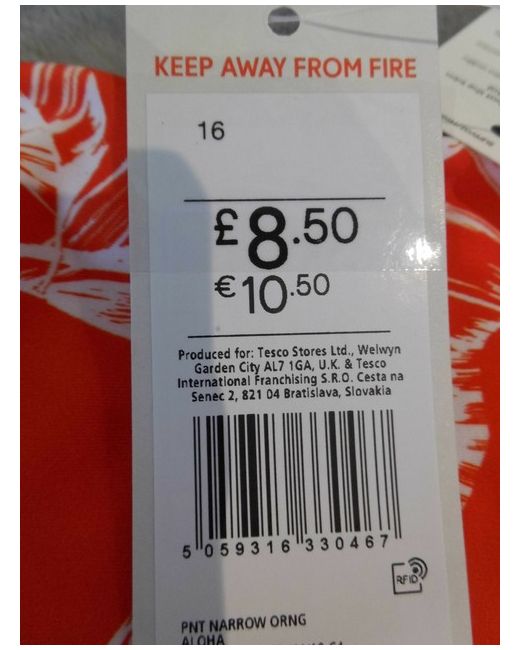 KEEP AWAY FROM FIRE
16
£8.50
€10.50
Produced for: Tesco Stores Ltd., Welwyn
Garden City AL7 1GA, U.K. & Tesco
International Franchising S.R.O. Cesta na
Senec 2, 821 04 Bratislava, Slovakia
5 059316 330467
RFID
PNT NARROW ORNG
ALOHA